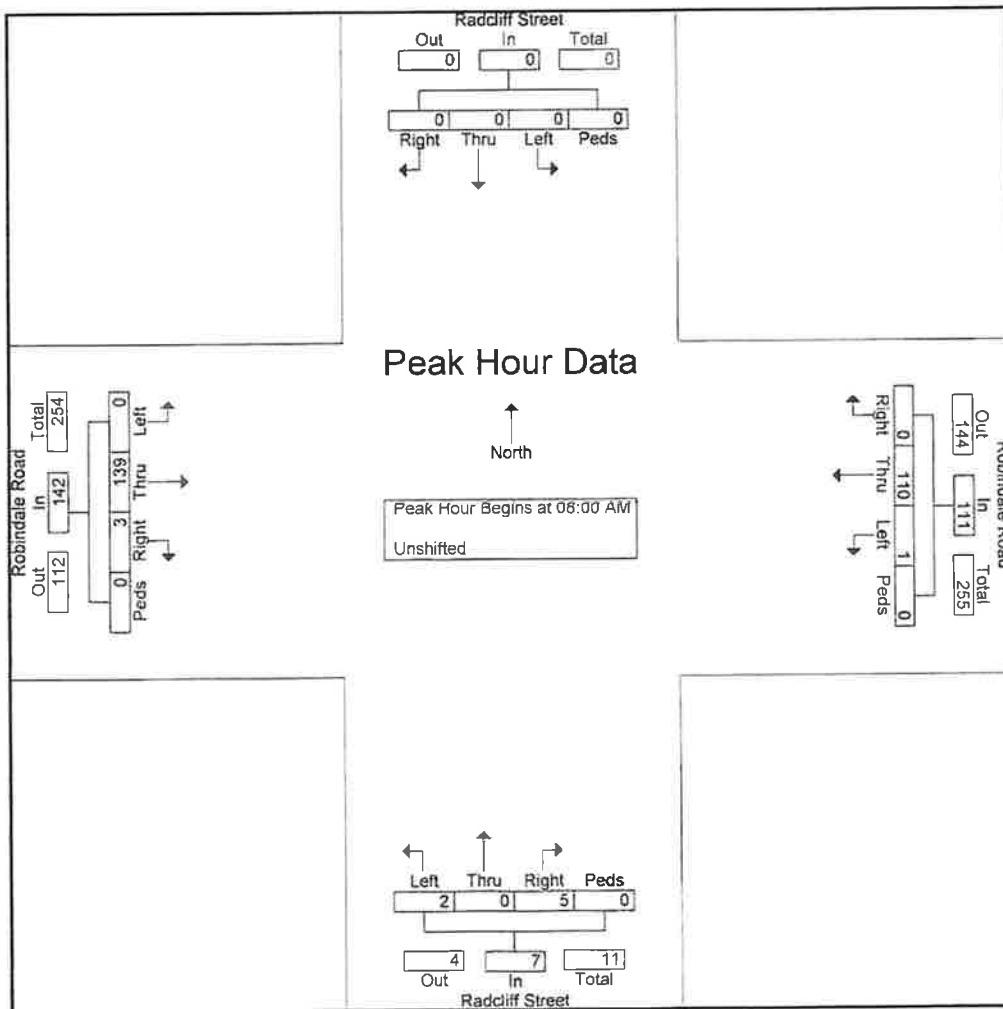 Radcliff Street
Out In Total
0 0 0
0 0 0 0
Right Thru Left Peds
Peak Hour Data
North
Peak Hour Begins at 08:00 AM
Unshifted
Robindale Road
Out In Total
112 142 254
Peds Right Thru Left
0 3 139 0
Right Thru Left Peds
0 110 1 0
Out In Total
144 111 255
Robindale Road
Left Thru Right Peds
2 0 5 0
4 7 11
Out In Total
Radcliff Street